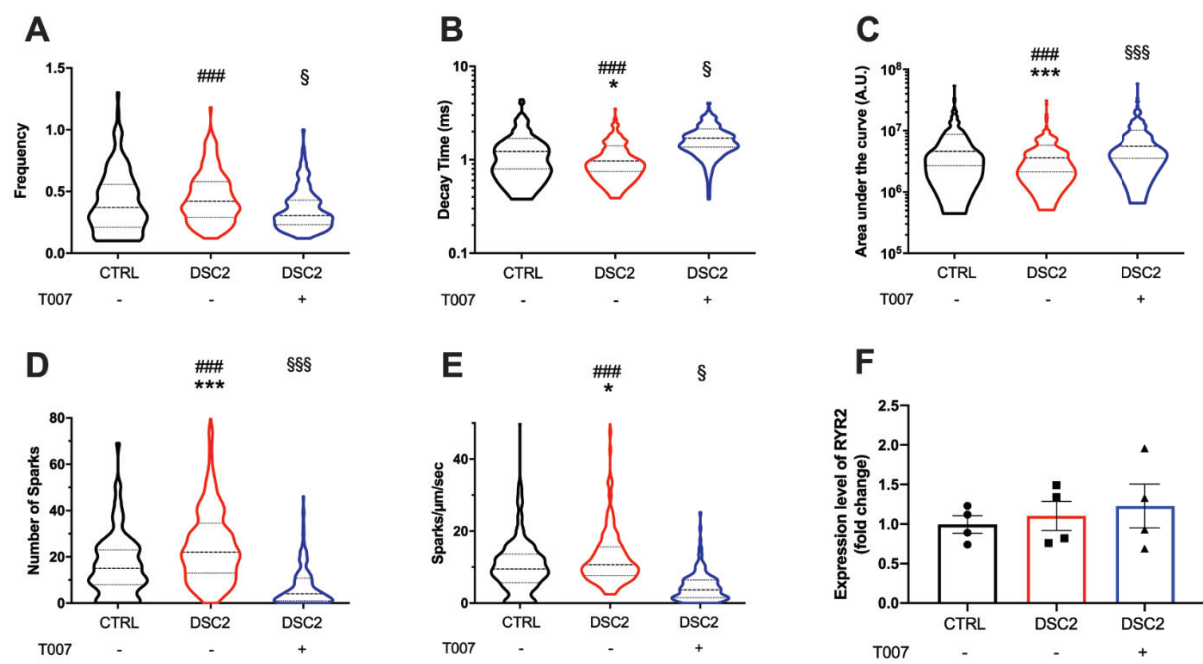 A
Frequency
1.5
1.0
0.5
0.0
###
§
CTRL DSC2 DSC2
T007 - - +
B
Decay Time (ms)
10
1
0.1
###
*
§
CTRL DSC2 DSC2
T007 - - +
C
Area under the curve (A.U.)
10⁸
10⁷
10⁶
10⁵
###
***
§§§
CTRL DSC2 DSC2
T007 - - +
D
Number of Sparks
80
60
40
20
0
###
***
§§§
CTRL DSC2 DSC2
T007 - - +
E
Sparks/μm/sec
40
20
0
###
*
§
CTRL DSC2 DSC2
T007 - - +
F
Expression level of RYR2
(fold change)
2.5
2.0
1.5
1.0
0.5
0.0
CTRL DSC2 DSC2
T007 - - +